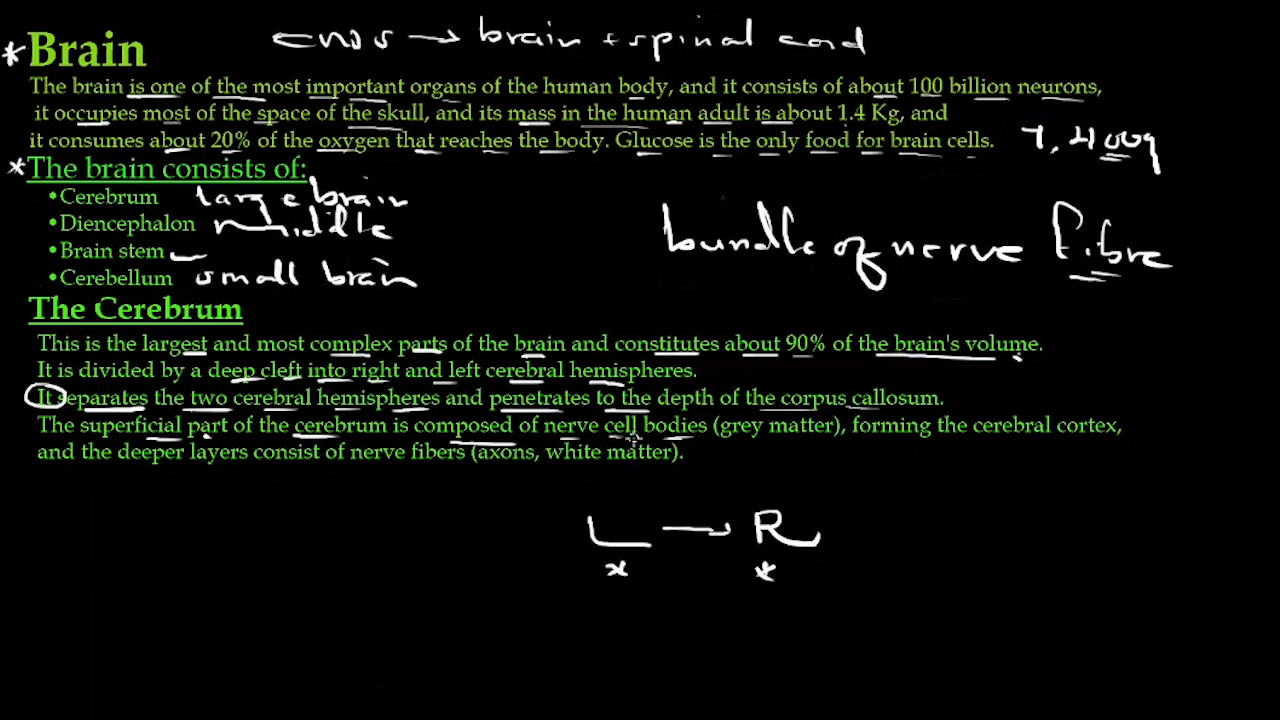 cnos → brain + spinal cord
*Brain
The brain is one of the most important organs of the human body, and it consists of about 100 billion neurons,
it occupies most of the space of the skull, and its mass in the human adult is about 1.4 Kg, and
it consumes about 20% of the oxygen that reaches the body. Glucose is the only food for brain cells. 1,400g
*The brain consists of:
•Cerebrum large brain
•Diencephalon middle
•Brain stem
•Cerebellum small brain
bundle of nerve fibre
The Cerebrum
This is the largest and most complex parts of the brain and constitutes about 90% of the brain's volume.
It is divided by a deep cleft into right and left cerebral hemispheres.
It separates the two cerebral hemispheres and penetrates to the depth of the corpus callosum.
The superficial part of the cerebrum is composed of nerve cell bodies (grey matter), forming the cerebral cortex,
and the deeper layers consist of nerve fibers (axons, white matter).
L → R
x *